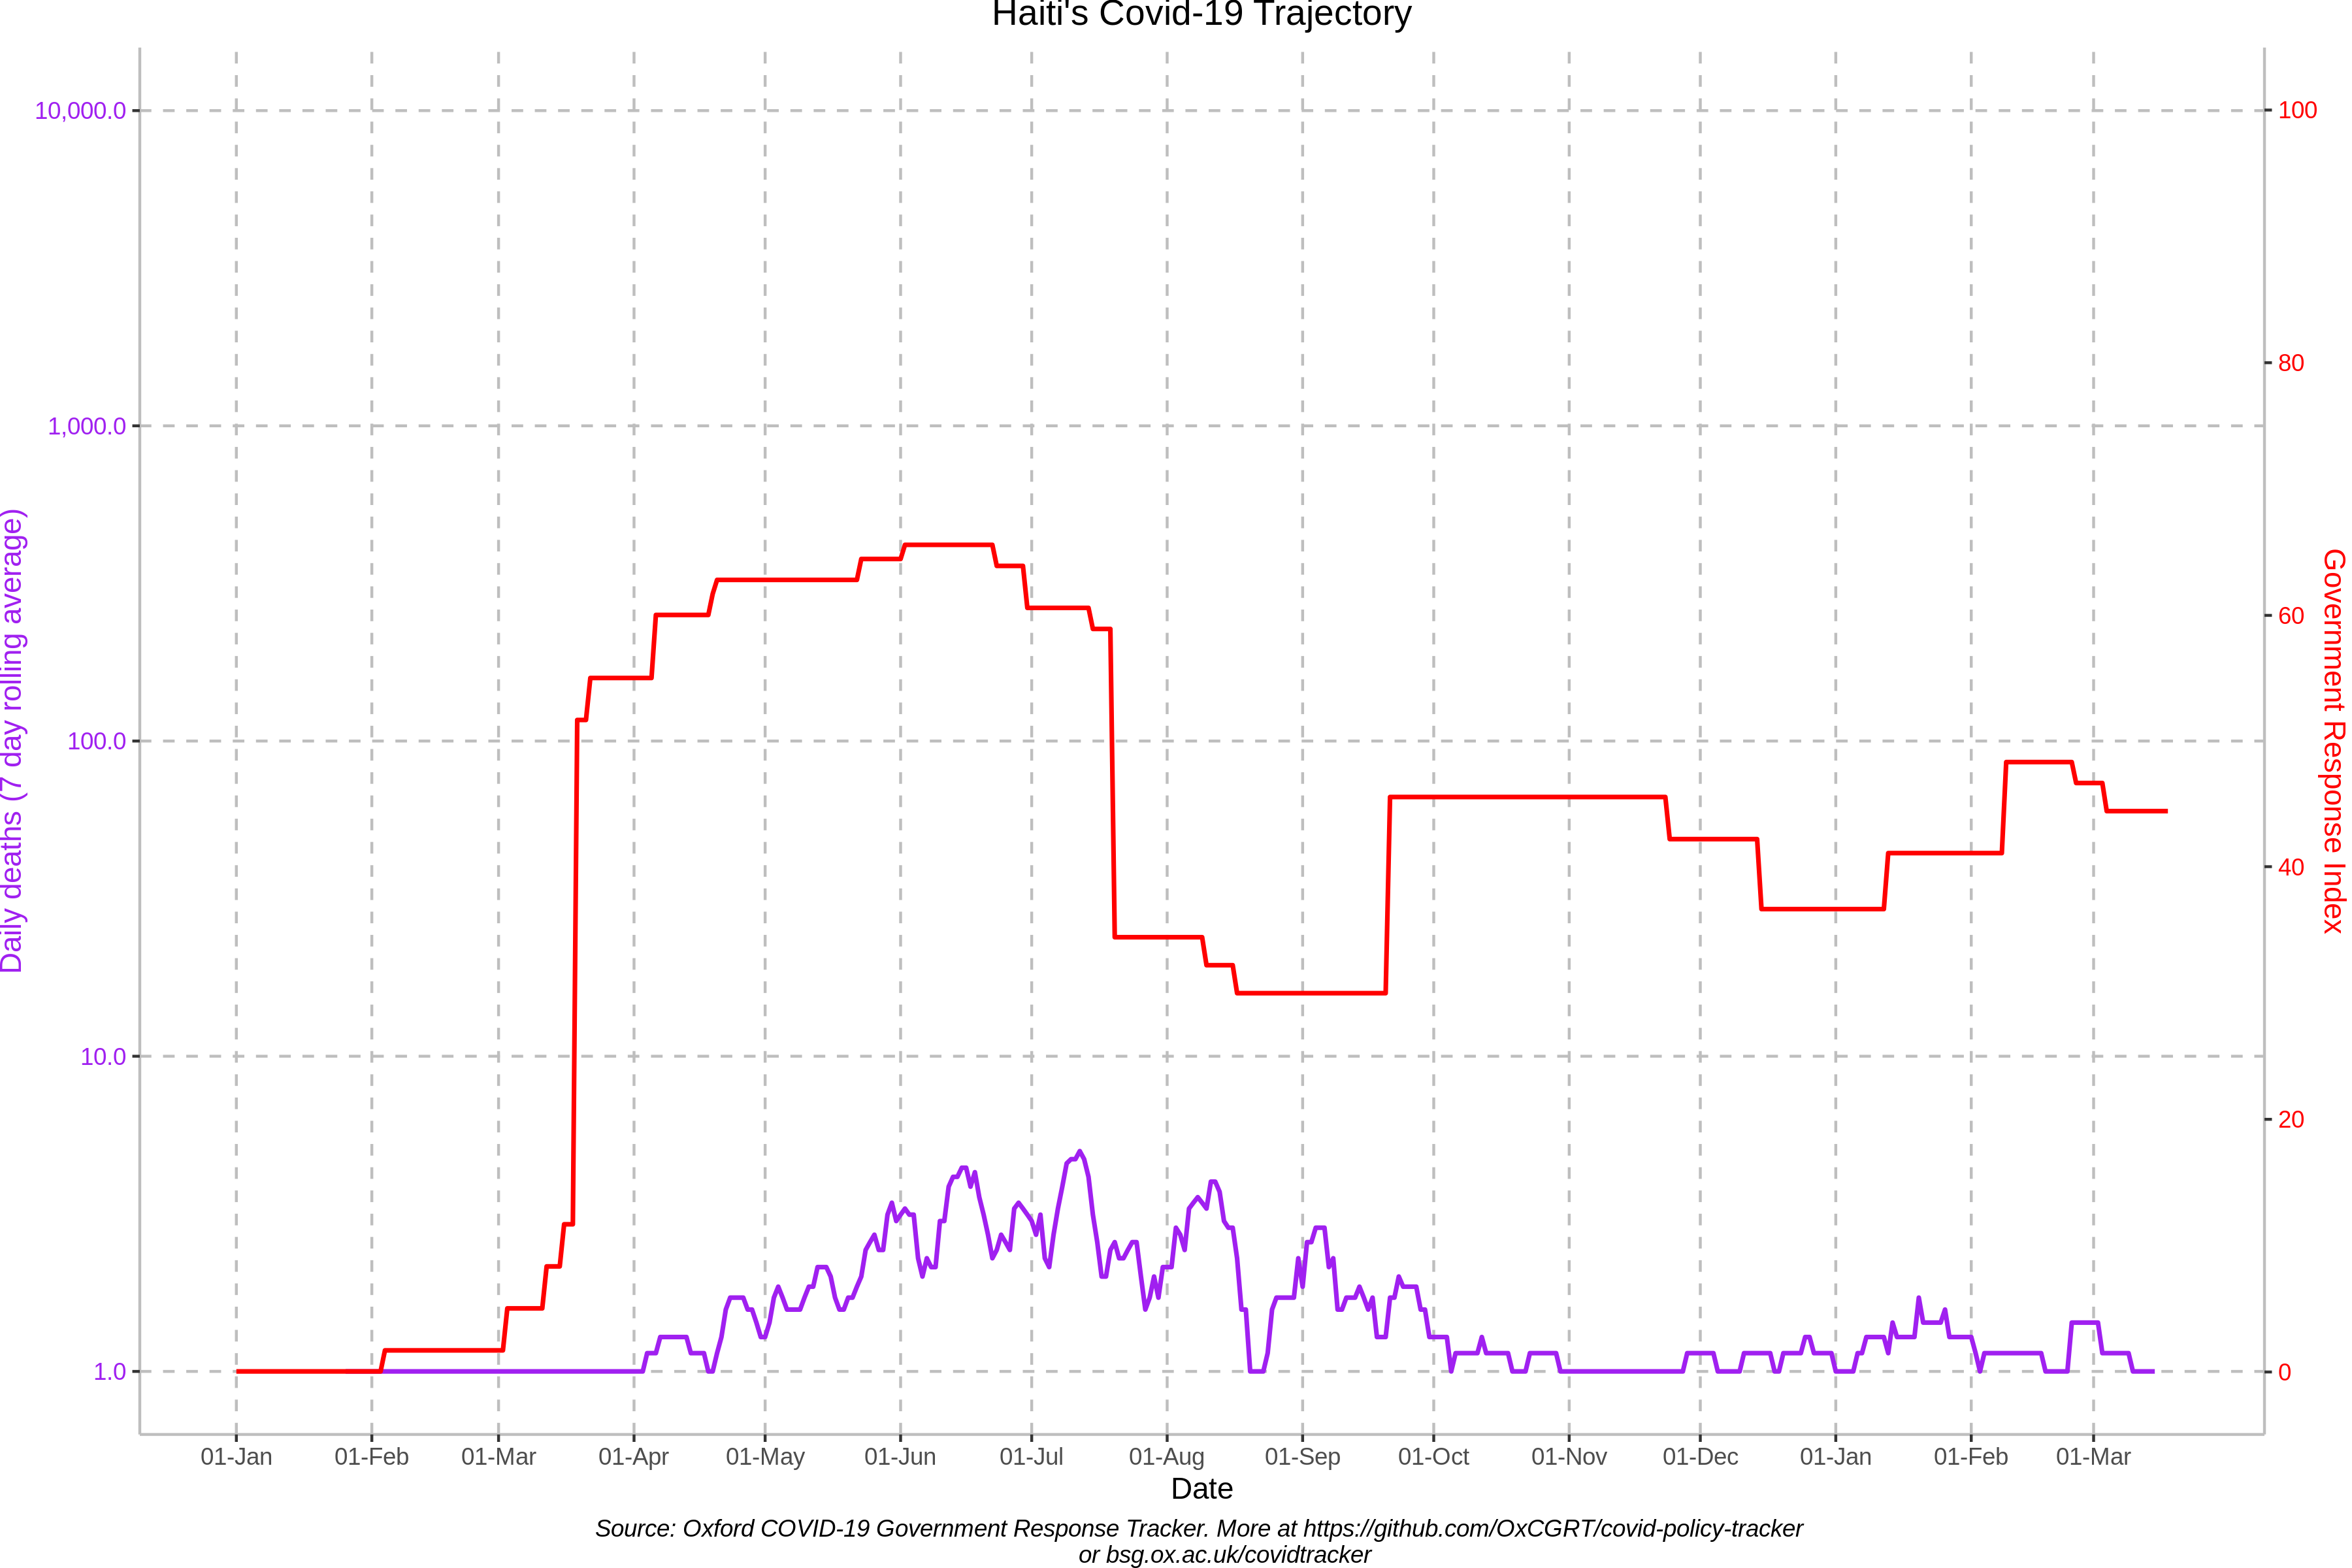 Haiti's Covid-19 Trajectory
10,000.0
1,000.0
100.0
10.0
1.0
Daily deaths (7 day rolling average)
100
80
60
40
20
0
Government Response Index
01-Jan
01-Feb
01-Mar
01-Apr
01-May
01-Jun
01-Jul
01-Aug
01-Sep
01-Oct
01-Nov
01-Dec
01-Jan
01-Feb
01-Mar
Date
Source: Oxford COVID-19 Government Response Tracker. More at https://github.com/OxCGRT/covid-policy-tracker
or bsg.ox.ac.uk/covidtracker